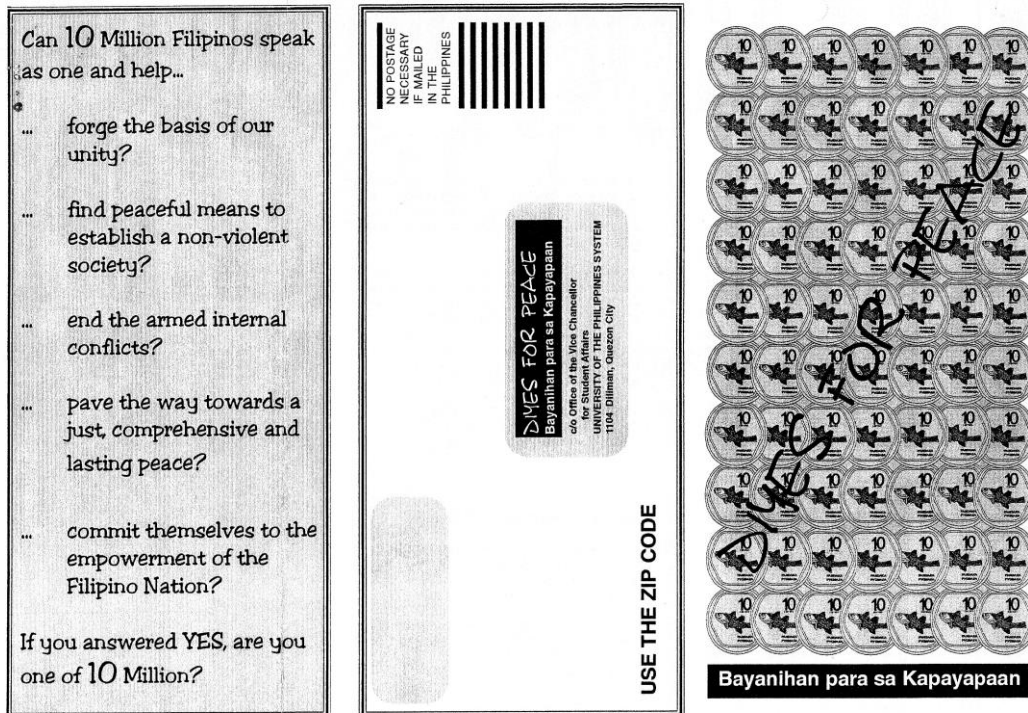 Can 10 Million Filipinos speak
as one and help...
... forge the basis of our
unity?
... find peaceful means to
establish a non-violent
society?
... end the armed internal
conflicts?
... pave the way towards a
just, comprehensive and
lasting peace?
... commit themselves to the
empowerment of the
Filipino Nation?
If you answered YES, are you
one of 10 Million?
NO POSTAGE
NECESSARY
IF MAILED
IN THE
PHILIPPINES
DIMES FOR PEACE
Bayanihan para sa Kapayapaan
c/o Office of the Vice Chancellor
for Student Affairs
UNIVERSITY OF THE PHILIPPINES SYSTEM
1104 Diliman, Quezon City
USE THE ZIP CODE
DIMES FOR PEACE
Bayanihan para sa Kapayapaan